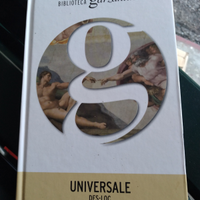 BIBLIOTECA garzanti
g
UNIVERSALE
DES-LOC